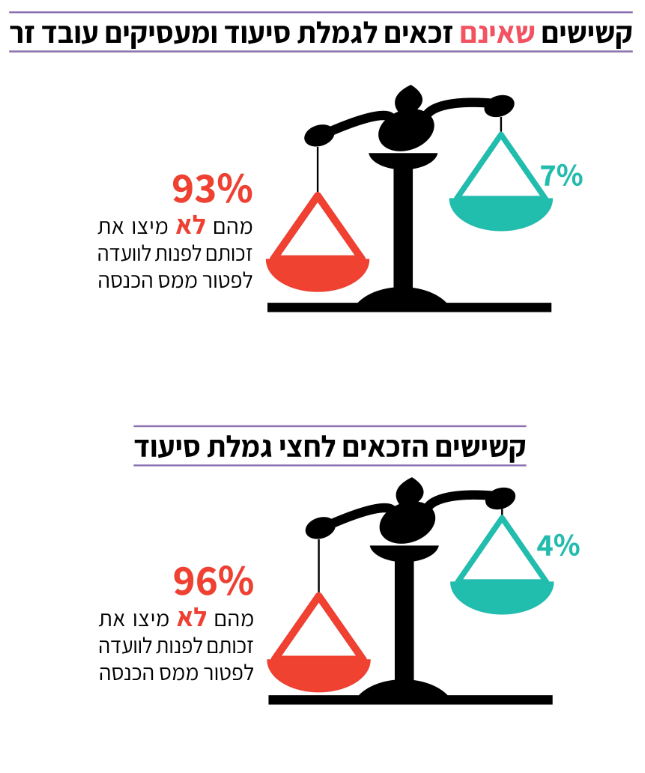 קשישים שאינם זכאים לגמלת סיעוד ומעסיקים עובד זר
7%
93%
מהם לא מיצו את
זכותם לפנות לוועדה
לפטור ממס הכנסה
קשישים הזכאים לחצי גמלת סיעוד
4%
96%
מהם לא מיצו את
זכותם לפנות לוועדה
לפטור ממס הכנסה